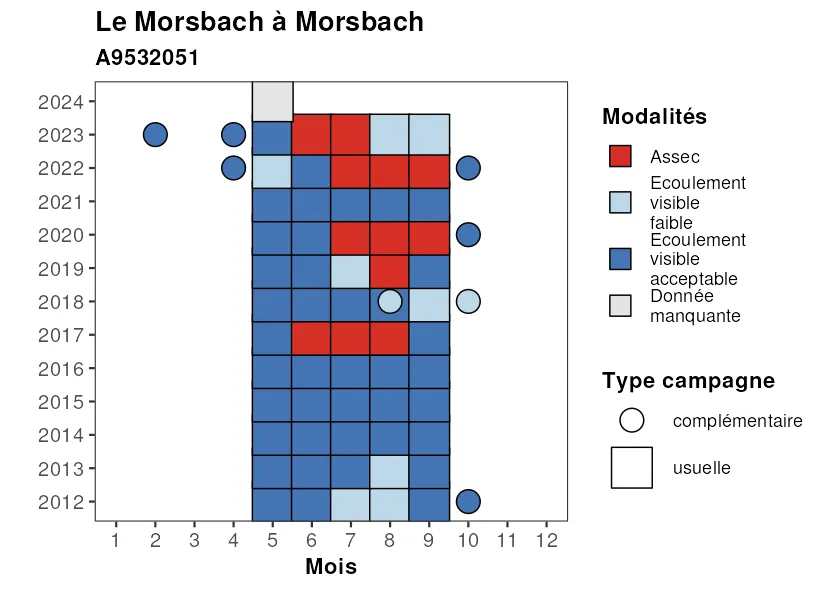 Le Morsbach à Morsbach
A9532051
2024
2023
2022
2021
2020
2019
2018
2017
2016
2015
2014
2013
2012
1 2 3 4 5 6 7 8 9 10 11 12
Mois
Modalités
Assec
Ecoulement
visible
faible
Ecoulement
visible
acceptable
Donnée
manquante
Type campagne
complémentaire
usuelle